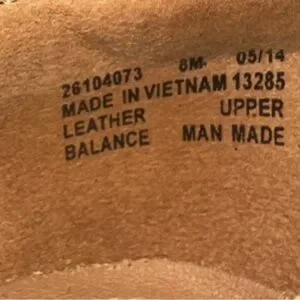 26104073 8M. 05/14
MADE IN VIETNAM 13285
LEATHER UPPER
BALANCE MAN MADE